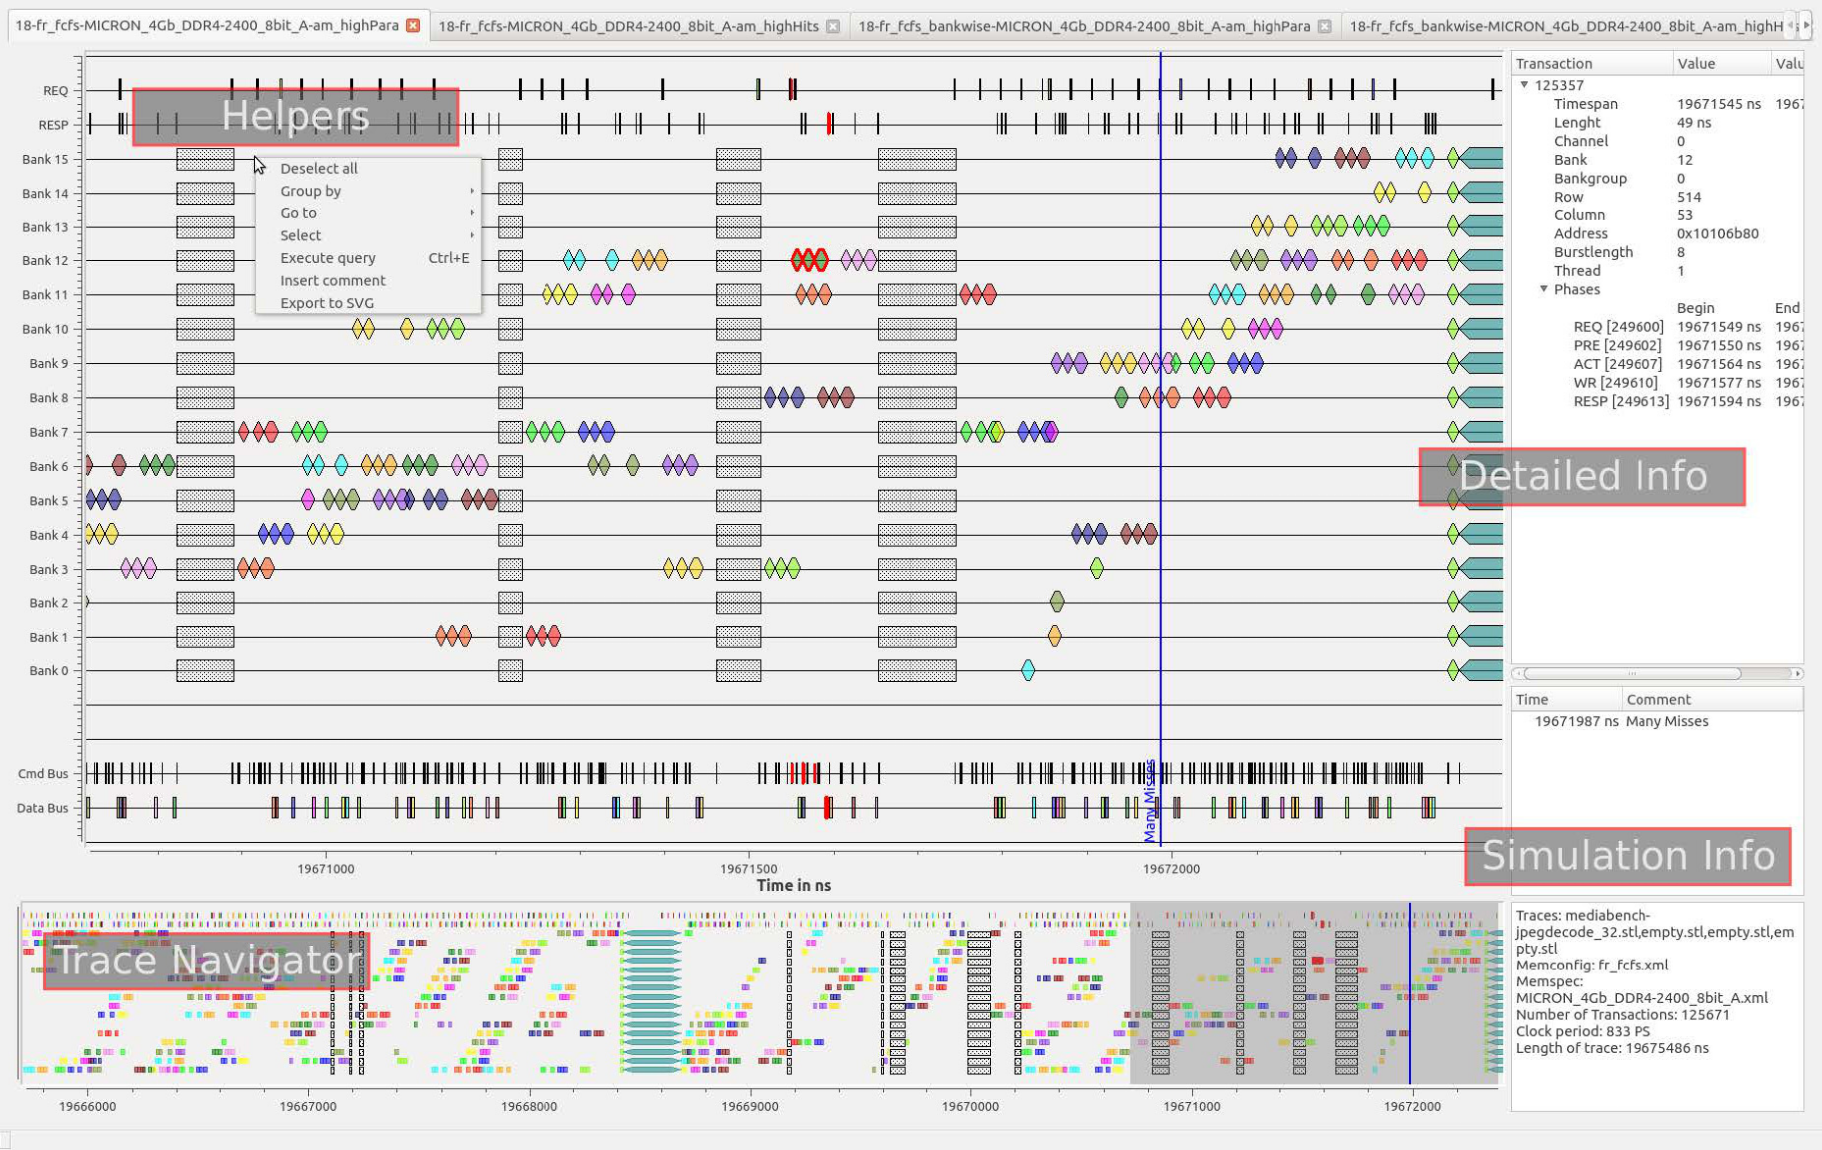 18-fr_fcfs-MICRON_4Gb_DDR4-2400_8bit_A-am_highPara
18-fr_fcfs-MICRON_4Gb_DDR4-2400_8bit_A-am_highHits
18-fr_fcfs_bankwise-MICRON_4Gb_DDR4-2400_8bit_A-am_highPara
18-fr_fcfs_bankwise-MICRON_4Gb_DDR4-2400_8bit_A-am_highH
REQ
RESP
Bank 15
Bank 14
Bank 13
Bank 12
Bank 11
Bank 10
Bank 9
Bank 8
Bank 7
Bank 6
Bank 5
Bank 4
Bank 3
Bank 2
Bank 1
Bank 0
Cmd Bus
Data Bus
Helpers
Deselect all
Group by
Go to
Select
Execute query Ctrl+E
Insert comment
Export to SVG
Many Misses
19671000 19671500 19672000
Time in ns
Transaction Value Valu
125357
Timespan 19671545 ns 1967
Lenght 49 ns
Channel 0
Bank 12
Bankgroup 0
Row 514
Column 53
Address 0x10106b80
Burstlength 8
Thread 1
Phases
Begin End
REQ [249600] 19671549 ns 1967
PRE [249602] 19671550 ns 1967
ACT [249607] 19671564 ns 1967
WR [249610] 19671577 ns 1967
RESP [249613] 19671594 ns 1967
Detailed Info
Time Comment
19671987 ns Many Misses
Simulation Info
Trace Navigator
19666000 19667000 19668000 19669000 19670000 19671000 19672000
Traces: mediabench-
jpegdecode_32.stl,empty.stl,empty.stl,em
pty.stl
Memconfig: fr_fcfs.xml
Memspec:
MICRON_4Gb_DDR4-2400_8bit_A.xml
Number of Transactions: 125671
Clock period: 833 PS
Length of trace: 19675486 ns